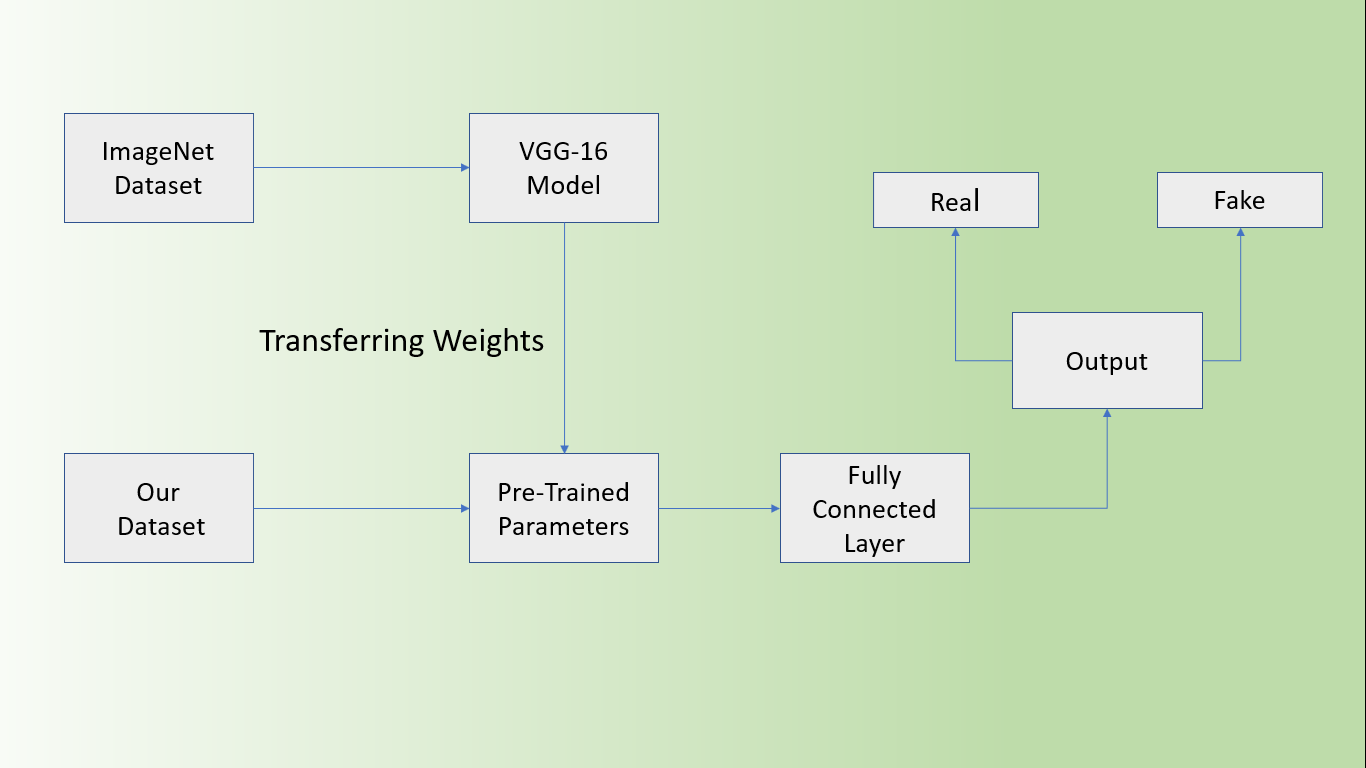 ImageNet
Dataset
VGG-16
Model
Real
Fake
Transferring Weights
Output
Our
Dataset
Pre-Trained
Parameters
Fully
Connected
Layer